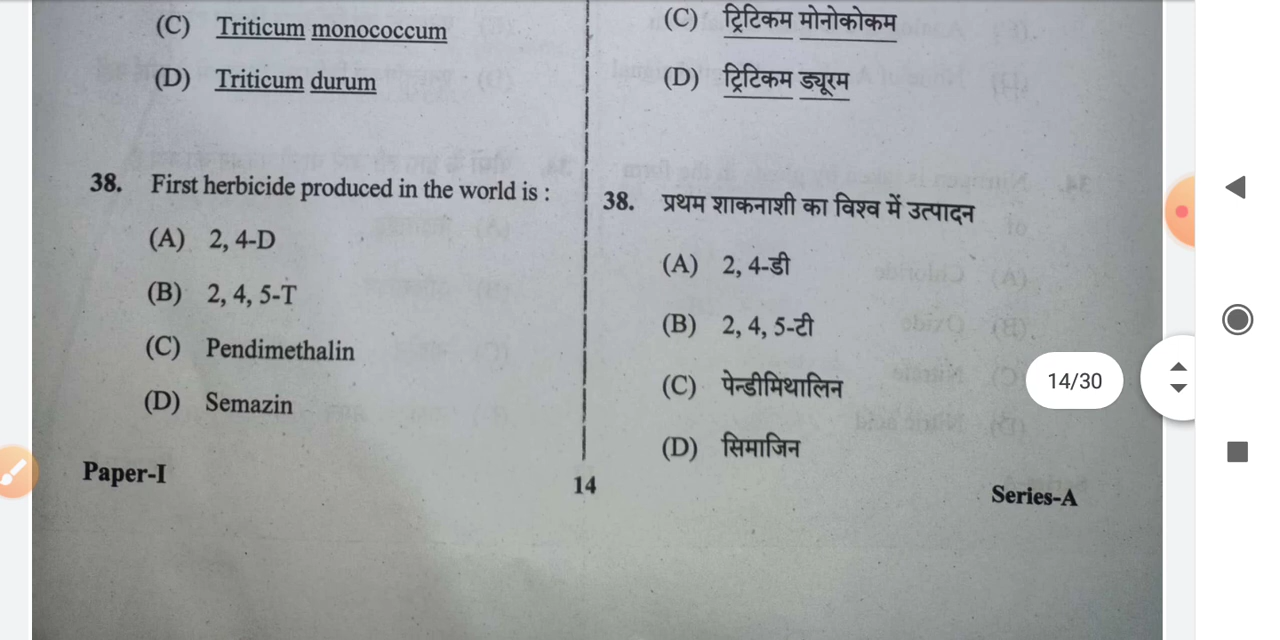 (C) Triticum monococcum
(D) Triticum durum
38. First herbicide produced in the world is :
(A) 2, 4-D
(B) 2, 4, 5-T
(C) Pendimethalin
(D) Semazin
Paper-I
(C) ट्रिटिकम मोनोकोकम
(D) ट्रिटिकम ड्यूरम
38. प्रथम शाकनाशी का विश्व में उत्पादन
(A) 2, 4-डी
(B) 2, 4, 5-टी
(C) पेन्डीमिथालिन
(D) सिमाजिन
14
Series-A
14/30